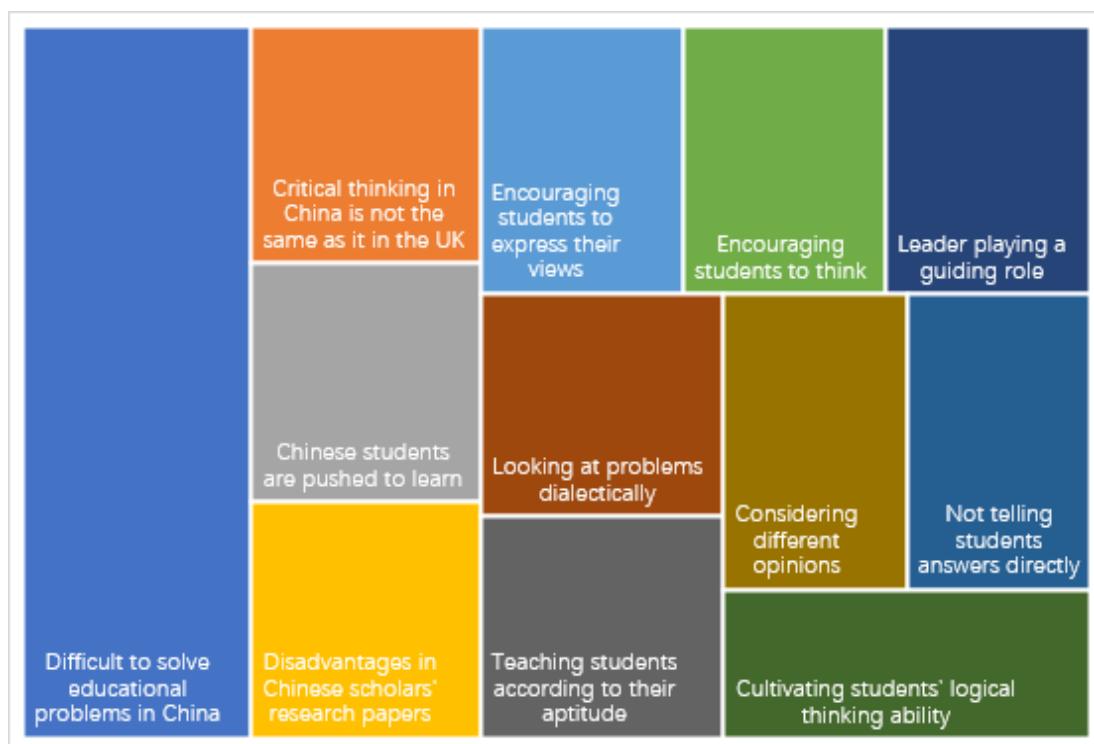 Critical thinking in
China is not the
same as it in the UK
Encouraging
students to
express their
views
Encouraging
students to think
Leader playing a
guiding role
Chinese students
are pushed to learn
Looking at problems
dialectically
Considering
different
opinions
Not telling
students
answers directly
Difficult to solve
educational
problems in China
Disadvantages in
Chinese scholars'
research papers
Teaching students
according to their
aptitude
Cultivating students' logical
thinking ability